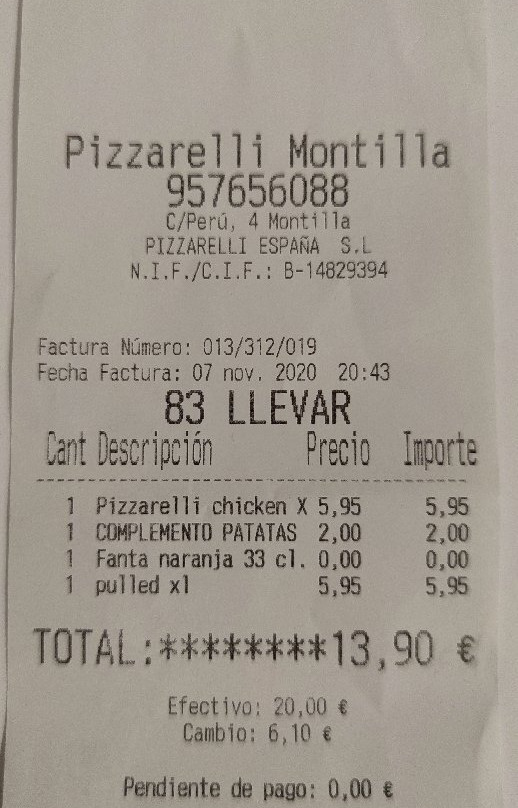 Pizzarelli Montilla
957656088
C/Perú, 4 Montilla
PIZZARELLI ESPAÑA S.L
N.I.F./C.I.F.: B-14829394
Factura Número: 013/312/019
Fecha Factura: 07 nov. 2020 20:43
83 LLEVAR
Cant Descripción Precio Importe
1 Pizzarelli chicken X 5,95 5,95
1 COMPLEMENTO PATATAS 2,00 2,00
1 Fanta naranja 33 cl. 0,00 0,00
1 pulled xl 5,95 5,95
TOTAL:********13,90 €
Efectivo: 20,00 €
Cambio: 6,10 €
Pendiente de pago: 0,00 €